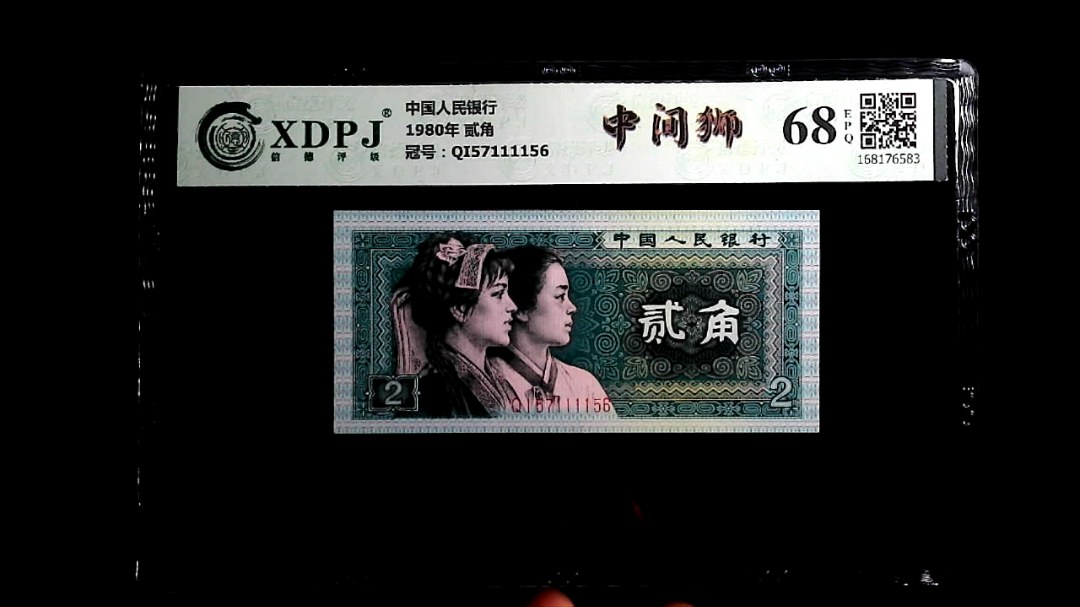 XDPJ®
信德评级
中国人民银行
1980年 贰角
冠号：QI57111156
中间狮
68
EPQ
168176583
中国人民银行
贰角
2
2
QI57111156